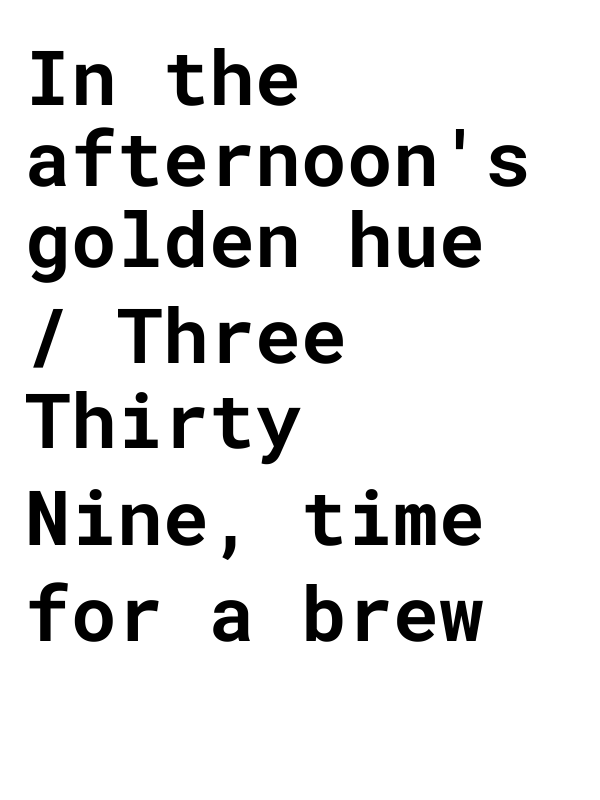 In the
afternoon's
golden hue
/ Three
Thirty
Nine, time
for a brew